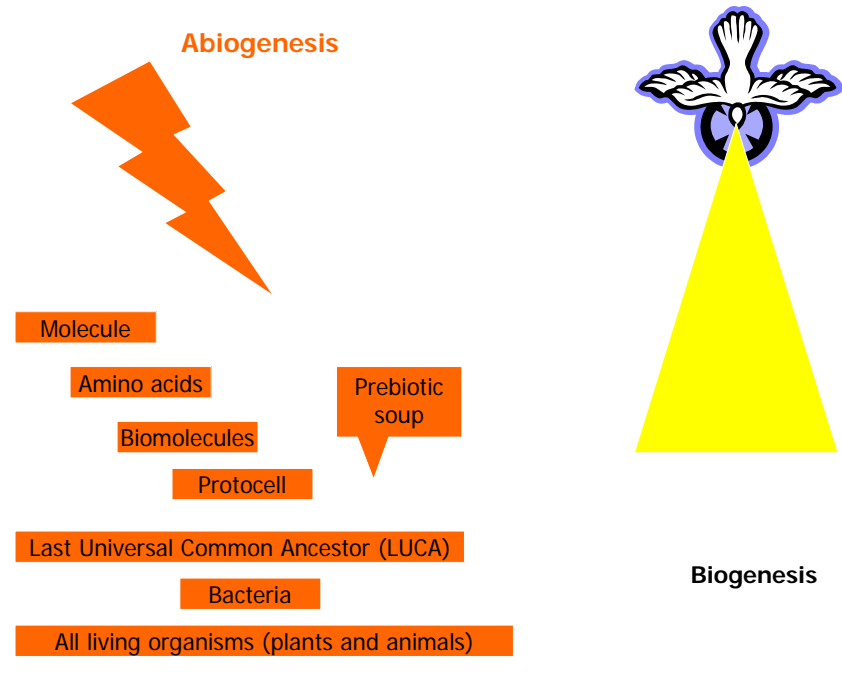 Abiogenesis
Molecule
Amino acids
Prebiotic
soup
Biomolecules
Protocell
Last Universal Common Ancestor (LUCA)
Bacteria
All living organisms (plants and animals)
Biogenesis